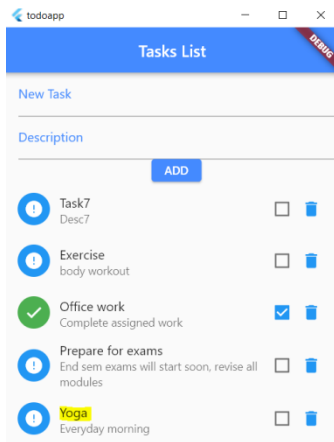 todoapp
Tasks List
DEBUG
New Task
Description
ADD
Task7
Desc7
Exercise
body workout
Office work
Complete assigned work
Prepare for exams
End sem exams will start soon, revise all
modules
Yoga
Everyday morning